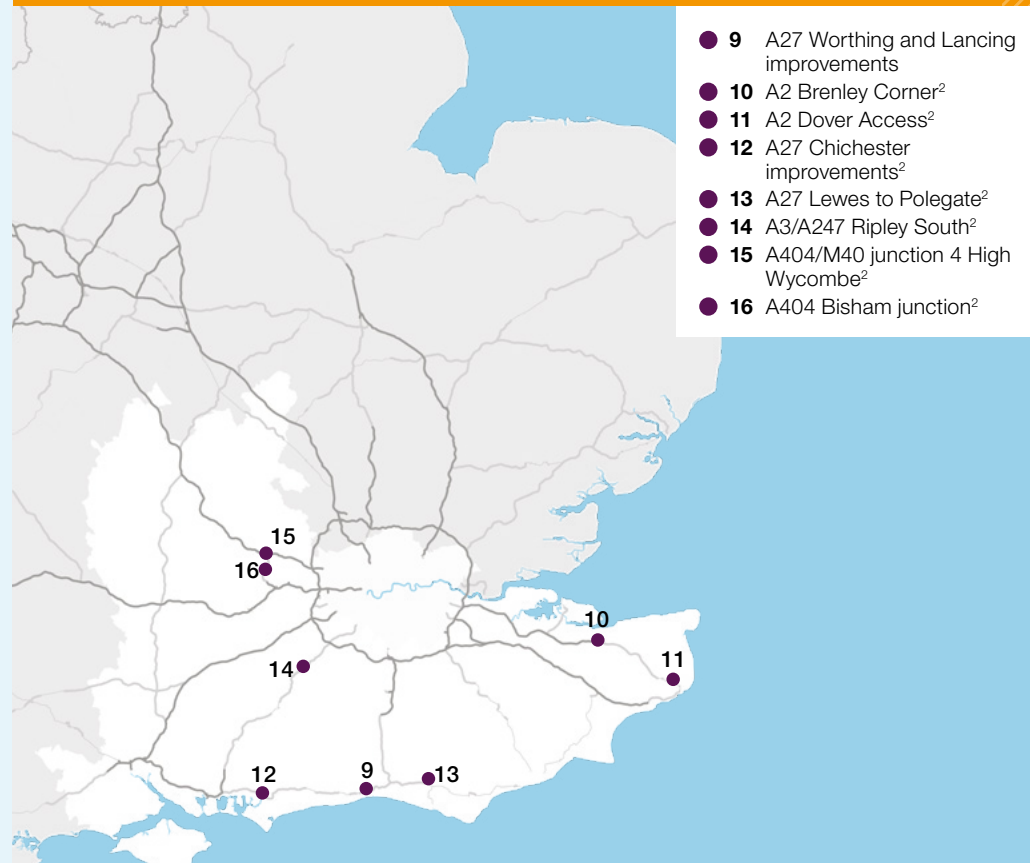 9 A27 Worthing and Lancing
improvements
10 A2 Brenley Corner²
11 A2 Dover Access²
12 A27 Chichester
improvements²
13 A27 Lewes to Polegate²
14 A3/A247 Ripley South²
15 A404/M40 junction 4 High
Wycombe²
16 A404 Bisham junction²
15
16
10
14
11
12
9
13